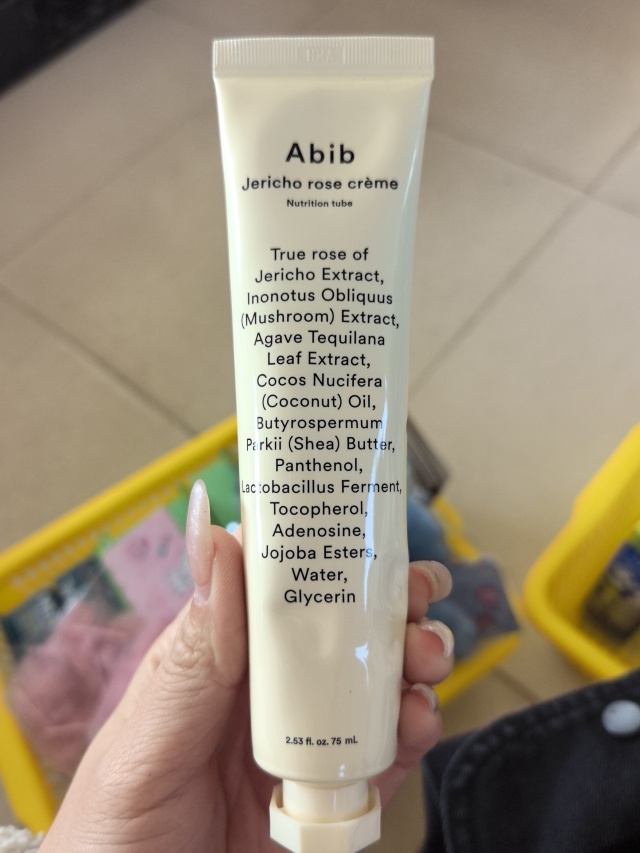 Abib
Jericho rose crème
Nutrition tube
True rose of
Jericho Extract,
Inonotus Obliquus
(Mushroom) Extract,
Agave Tequilana
Leaf Extract,
Cocos Nucifera
(Coconut) Oil,
Butyrospermum
Parkii (Shea) Butter,
Panthenol,
Lactobacillus Ferment,
Tocopherol,
Adenosine,
Jojoba Esters,
Water,
Glycerin
2.53 fl. oz. 75 mL